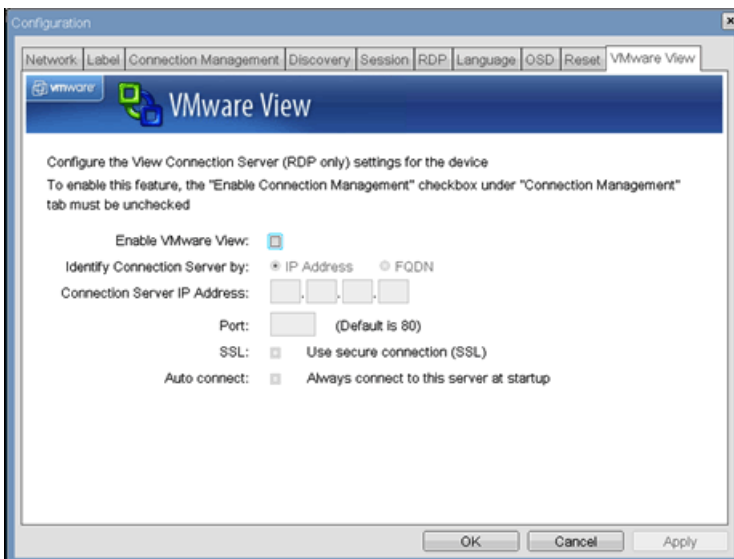 Configuration
Network Label Connection Management Discovery Session RDP Language OSD Reset VMware View
vmware
VMware View
Configure the View Connection Server (RDP only) settings for the device
To enable this feature, the "Enable Connection Management" checkbox under "Connection Management"
tab must be unchecked
Enable VMware View:
Identify Connection Server by: IP Address FQDN
Connection Server IP Address: . . .
Port: (Default is 80)
SSL: Use secure connection (SSL)
Auto connect: Always connect to this server at startup
OK Cancel Apply